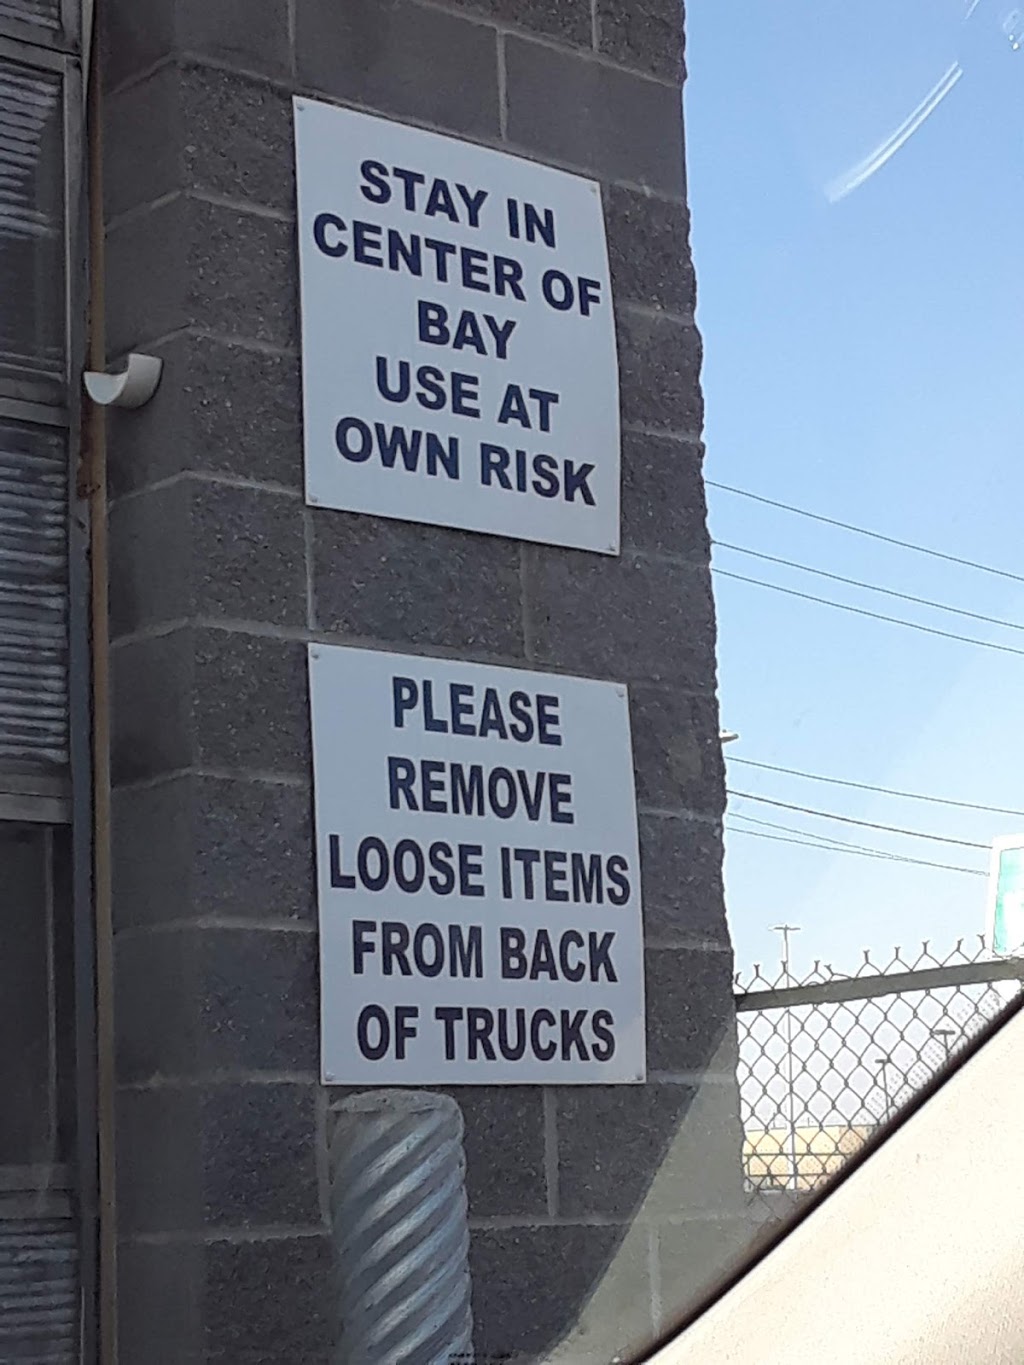 STAY IN
CENTER OF
BAY
USE AT
OWN RISK
PLEASE
REMOVE
LOOSE ITEMS
FROM BACK
OF TRUCKS